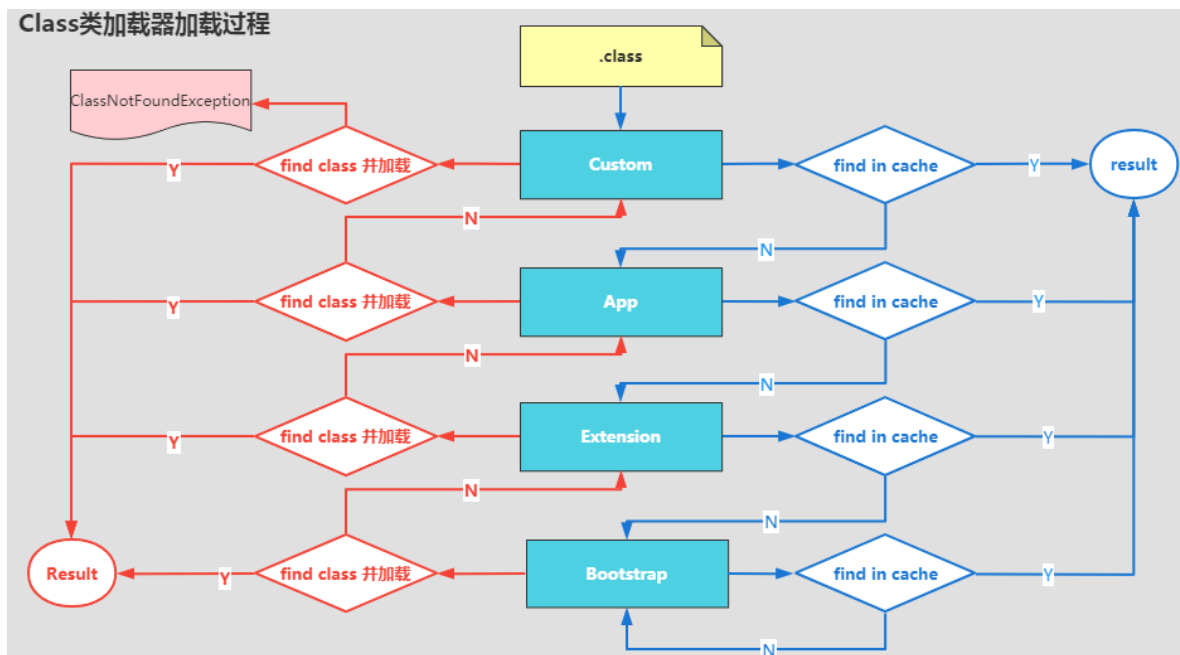 Class类加载器加载过程
.class
ClassNotFoundException
find class 并加载
Custom
find in cache
result
Y
Y
N
N
find class 并加载
App
find in cache
Y
Y
N
N
find class 并加载
Extension
find in cache
Y
Y
N
N
Result
find class 并加载
Bootstrap
find in cache
Y
Y
N